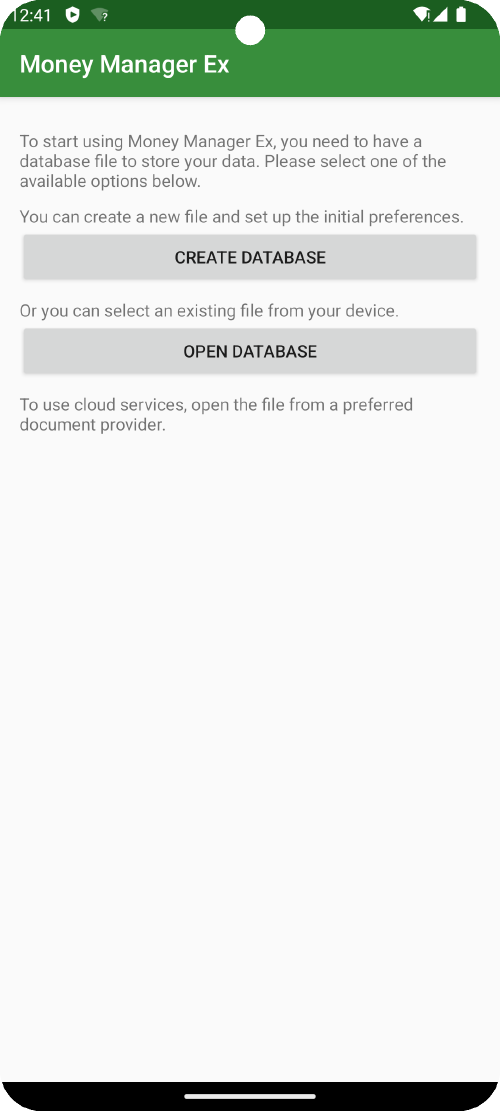 12:41
Money Manager Ex
To start using Money Manager Ex, you need to have a
database file to store your data. Please select one of the
available options below.
You can create a new file and set up the initial preferences.
CREATE DATABASE
Or you can select an existing file from your device.
OPEN DATABASE
To use cloud services, open the file from a preferred
document provider.